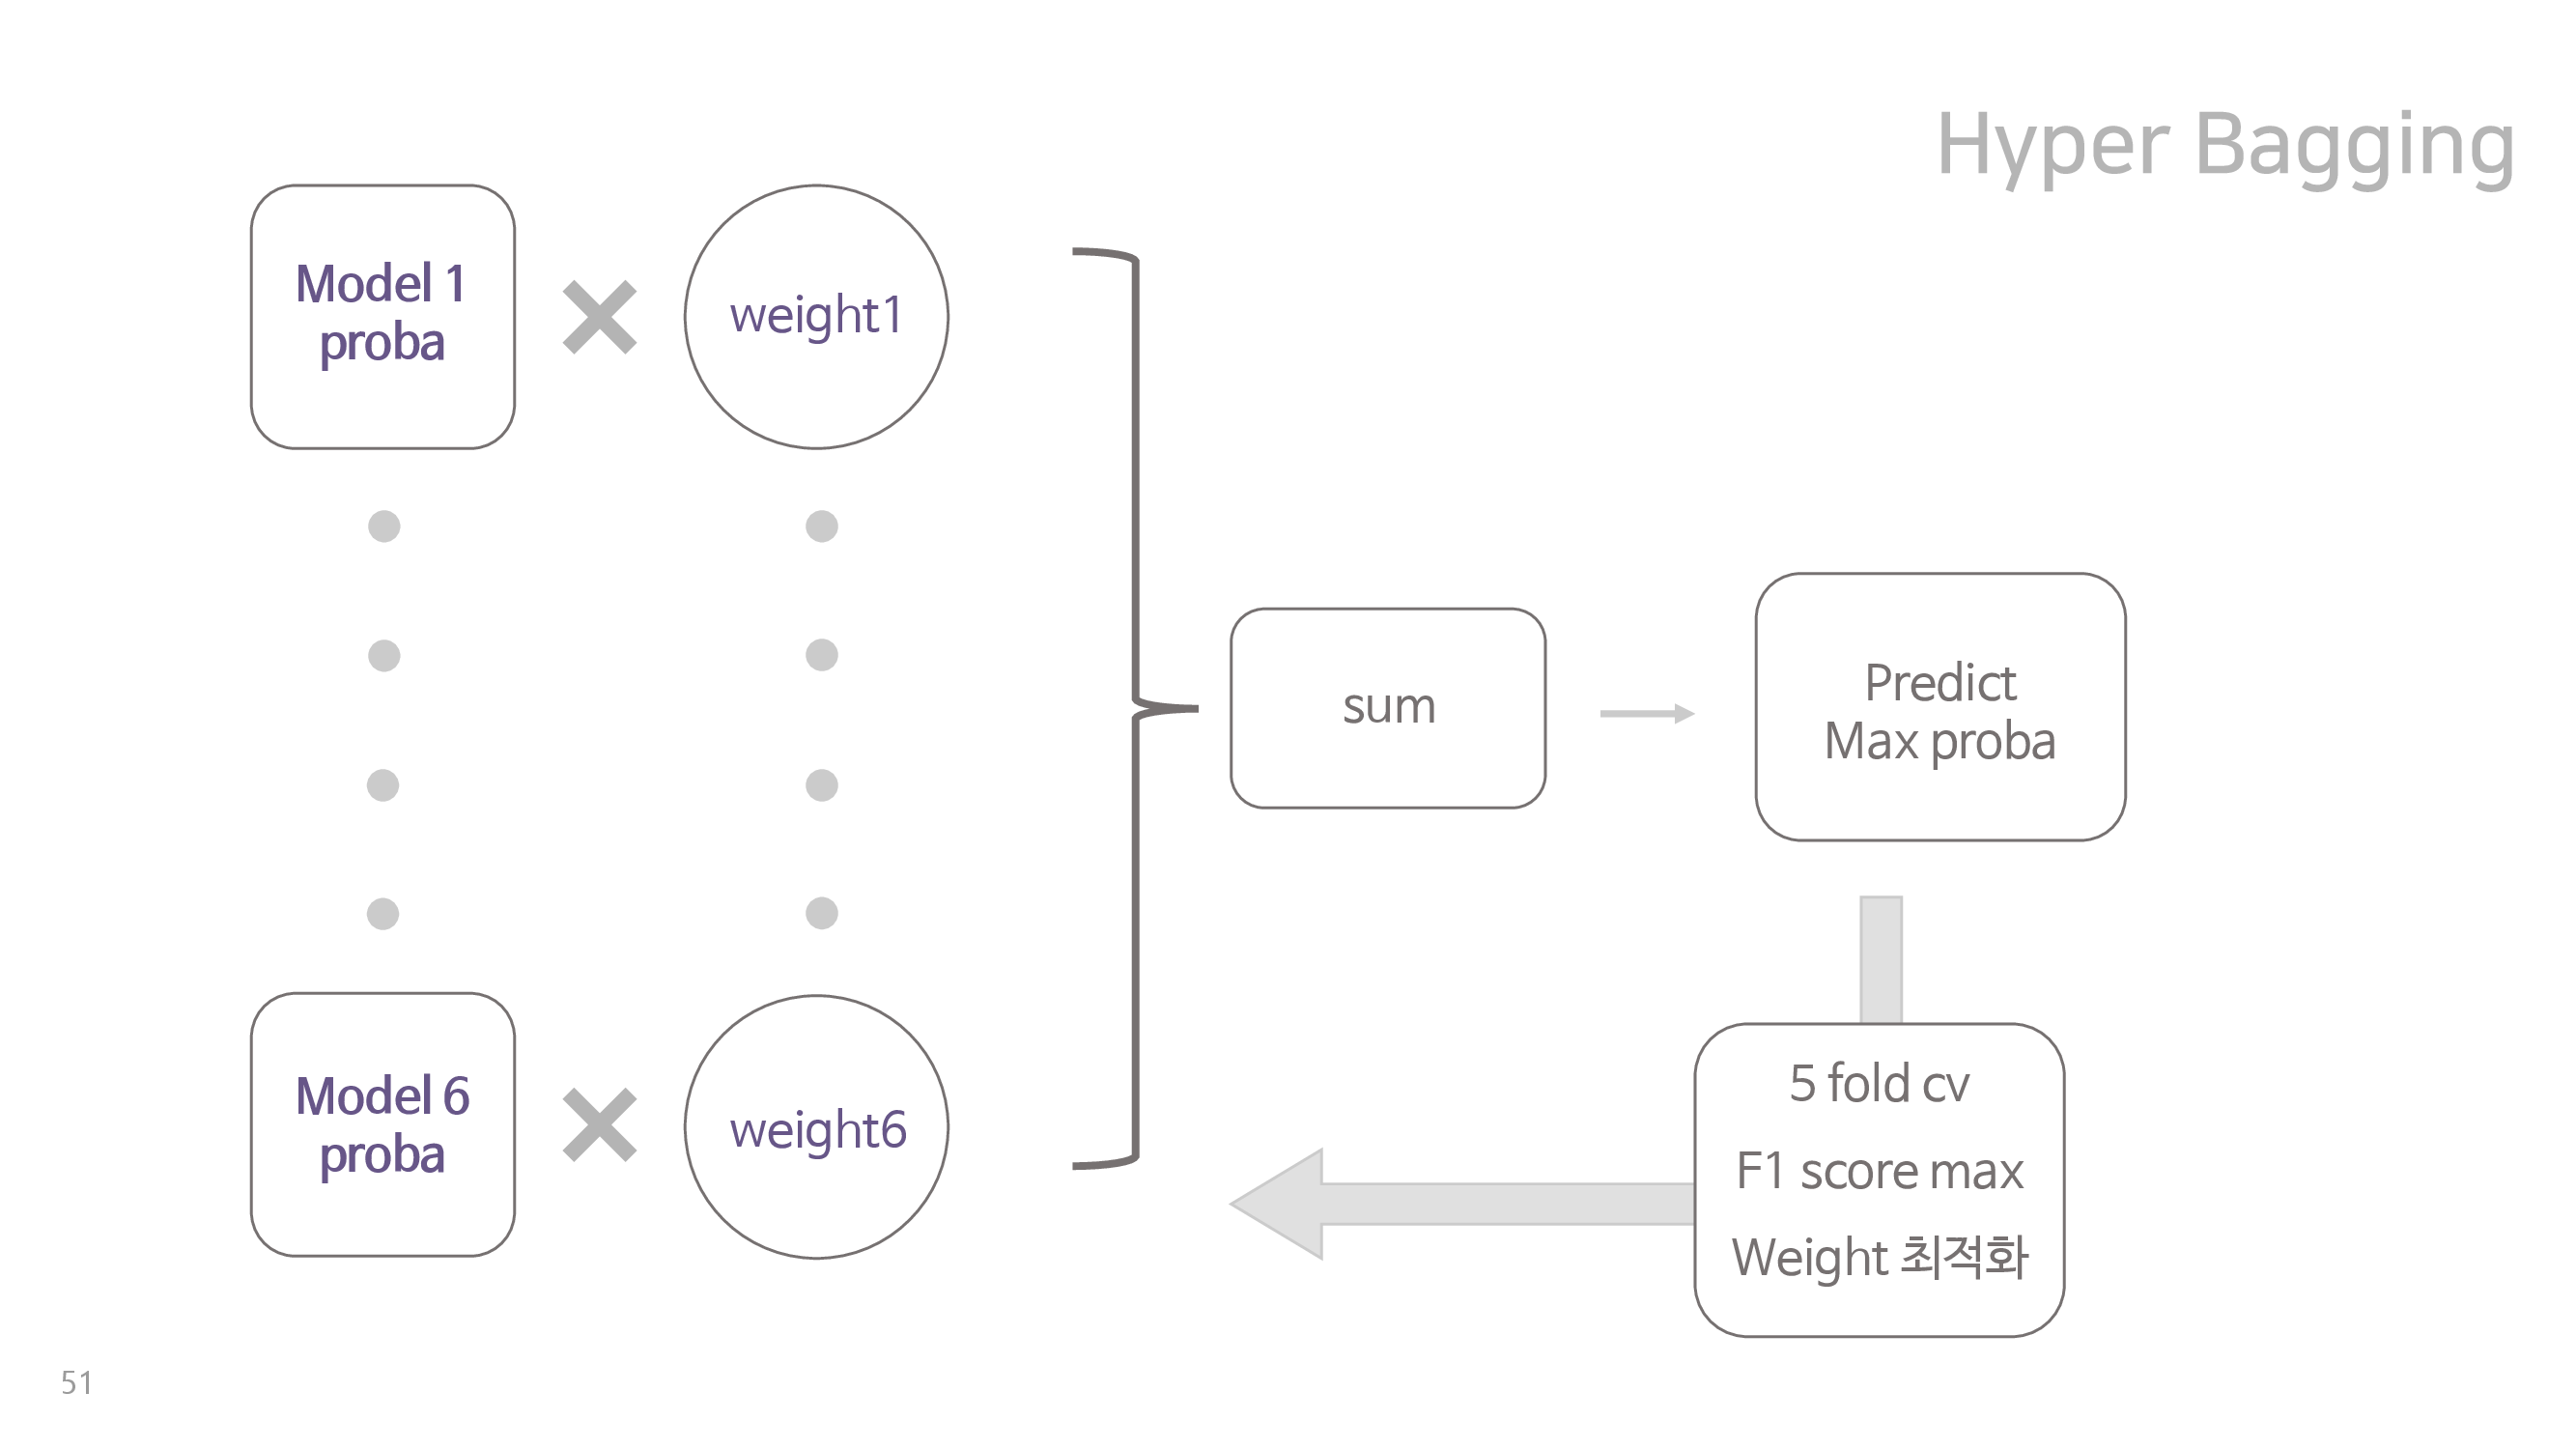 Hyper Bagging
Model 1
proba
weight1
sum
Predict
Max proba
Model 6
proba
weight6
5 fold cv
F1 score max
Weight 최적화
51